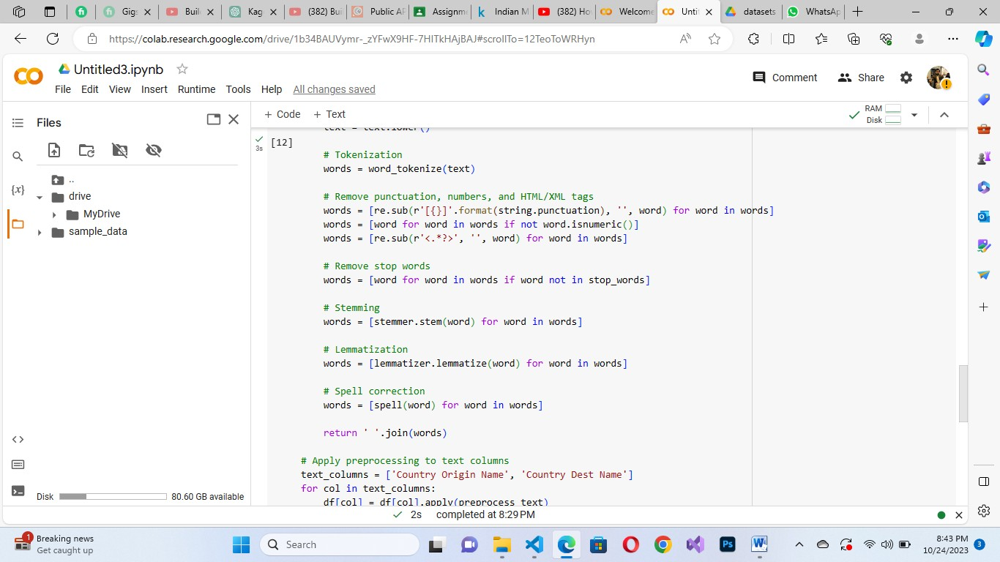 Gigs
Buil
Kag
(382) Bui
Public AP
Assignme
Indian M
(382) Ho
Welcome
Unti
datasets
WhatsAp
https://colab.research.google.com/drive/1b34BAUVymr-_zYFwX9HF-7HITkHAjBAJ#scrollTo=12TeoToWRHyn
Untitled3.ipynb
File Edit View Insert Runtime Tools Help All changes saved
Comment Share
Files
+ Code + Text
RAM
Disk
..
drive
MyDrive
sample_data
Disk 80.60 GB available
text = text.lower()
[12]
3s
# Tokenization
words = word_tokenize(text)
# Remove punctuation, numbers, and HTML/XML tags
words = [re.sub(r'[{}]'.format(string.punctuation), '', word) for word in words]
words = [word for word in words if not word.isnumeric()]
words = [re.sub(r'<.*?>', '', word) for word in words]
# Remove stop words
words = [word for word in words if word not in stop_words]
# Stemming
words = [stemmer.stem(word) for word in words]
# Lemmatization
words = [lemmatizer.lemmatize(word) for word in words]
# Spell correction
words = [spell(word) for word in words]
return ' '.join(words)
# Apply preprocessing to text columns
text_columns = ['Country Origin Name', 'Country Dest Name']
for col in text_columns:
df[col] = df[col].apply(preprocess_text)
2s completed at 8:29 PM
1
Breaking news
Get caught up
Search
Ps
8:43 PM
10/24/2023
3